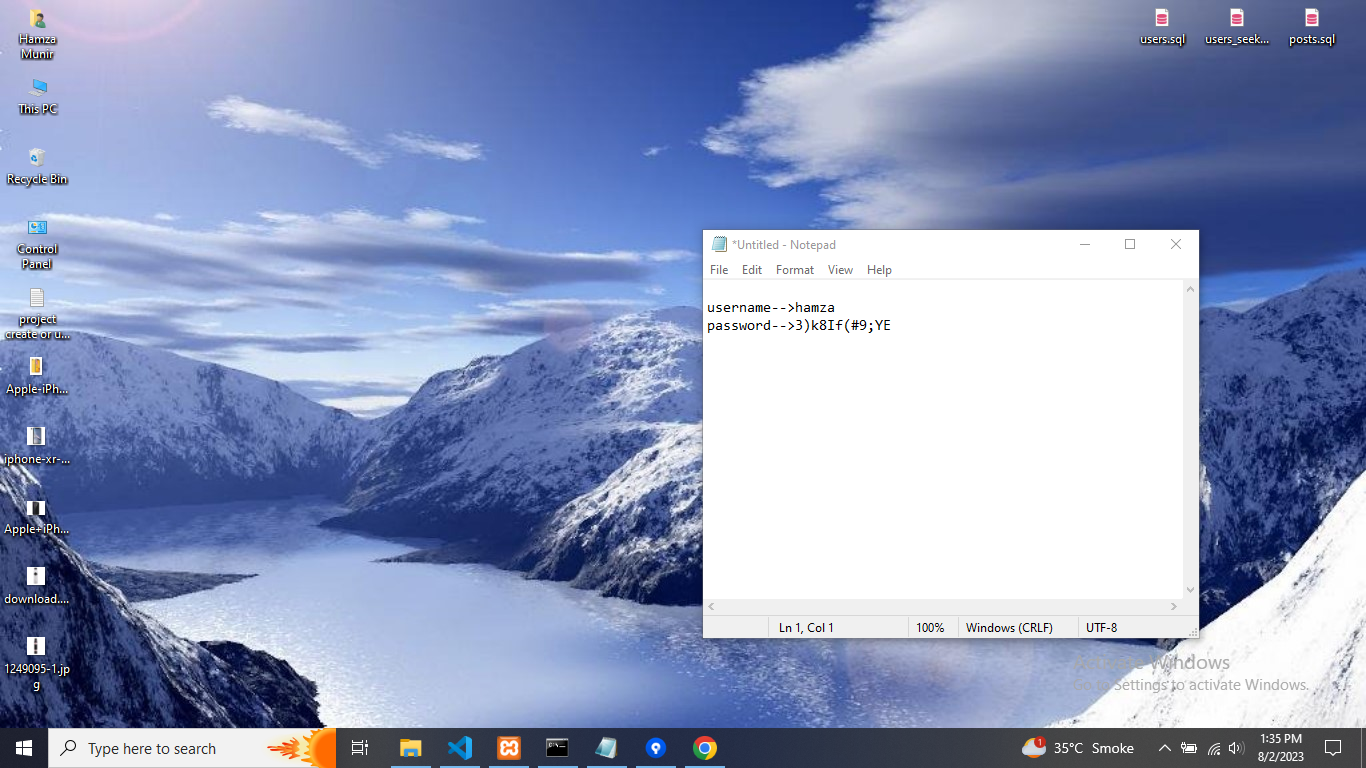 Hamza
Munir
This PC
Recycle Bin
Control
Panel
project
create or u...
Apple-iPh...
iphone-xr-...
Apple+iPh...
download....
1249095-1.jp
g
users.sql
users_seek...
posts.sql
*Untitled - Notepad
File Edit Format View Help
username-->hamza
password-->3)k8If(#9;YE
Ln 1, Col 1 100% Windows (CRLF) UTF-8
Activate Windows
Go to Settings to activate Windows.
Type here to search
1
35°C Smoke
1:35 PM
8/2/2023